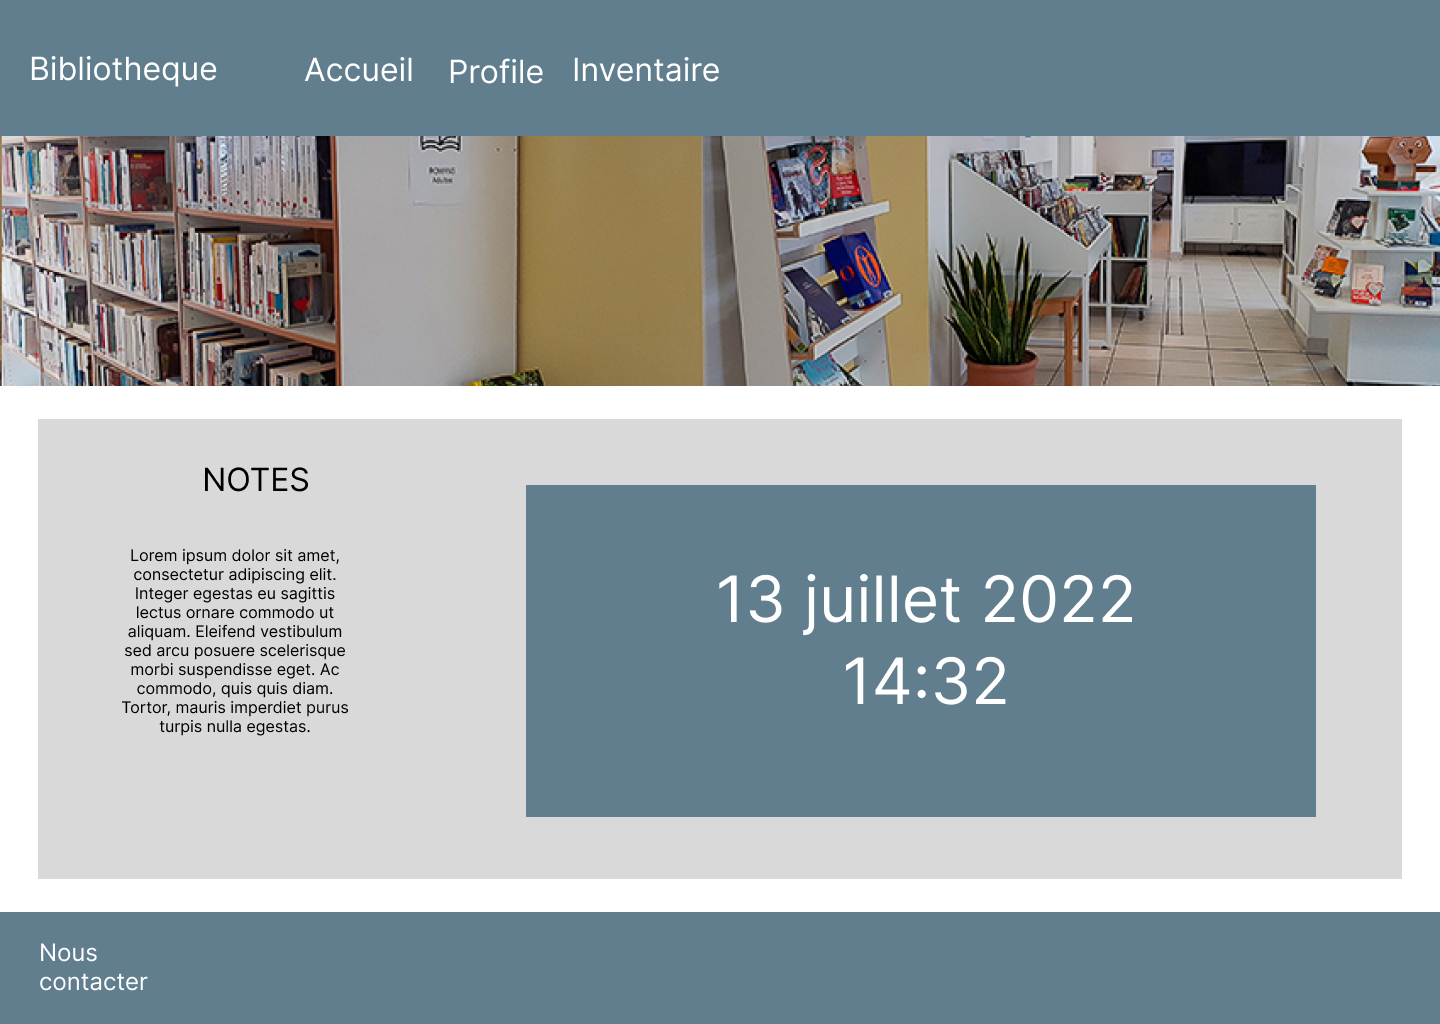 Bibliotheque Accueil Profile Inventaire
NOTES
Lorem ipsum dolor sit amet,
consectetur adipiscing elit.
Integer egestas eu sagittis
lectus ornare commodo ut
aliquam. Eleifend vestibulum
sed arcu posuere scelerisque
morbi suspendisse eget. Ac
commodo, quis quis diam.
Tortor, mauris imperdiet purus
turpis nulla egestas.
13 juillet 2022
14:32
Nous
contacter